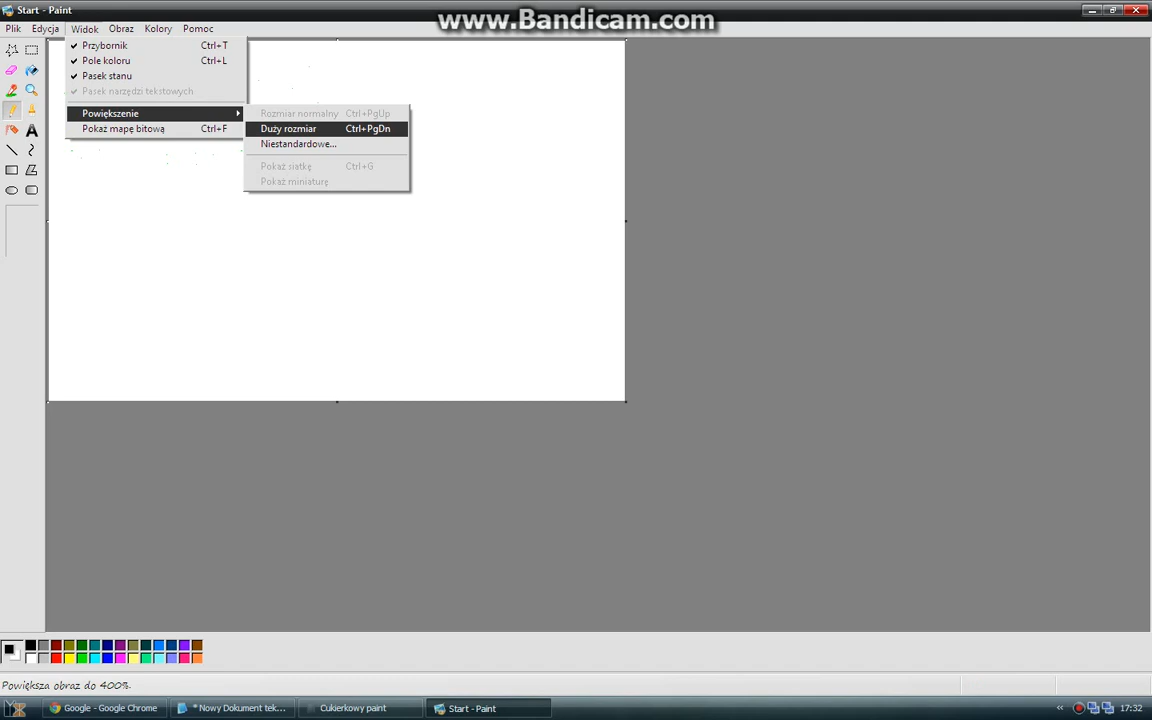 Start - Paint
www.Bandicam.com
Plik Edycja Widok Obraz Kolory Pomoc
Przybornik Ctrl+T
Pole koloru Ctrl+L
Pasek stanu
Pasek narzędzi tekstowych
Powiększenie
Pokaż mapę bitową Ctrl+F
Rozmiar normalny Ctrl+PgUp
Duży rozmiar Ctrl+PgDn
Niestandardowe...
Pokaż siatkę Ctrl+G
Pokaż miniaturę
A
Powiększa obraz do 400%.
Google - Google Chrome
* Nowy Dokument tek...
Cukierkowy paint
Start - Paint
17:32